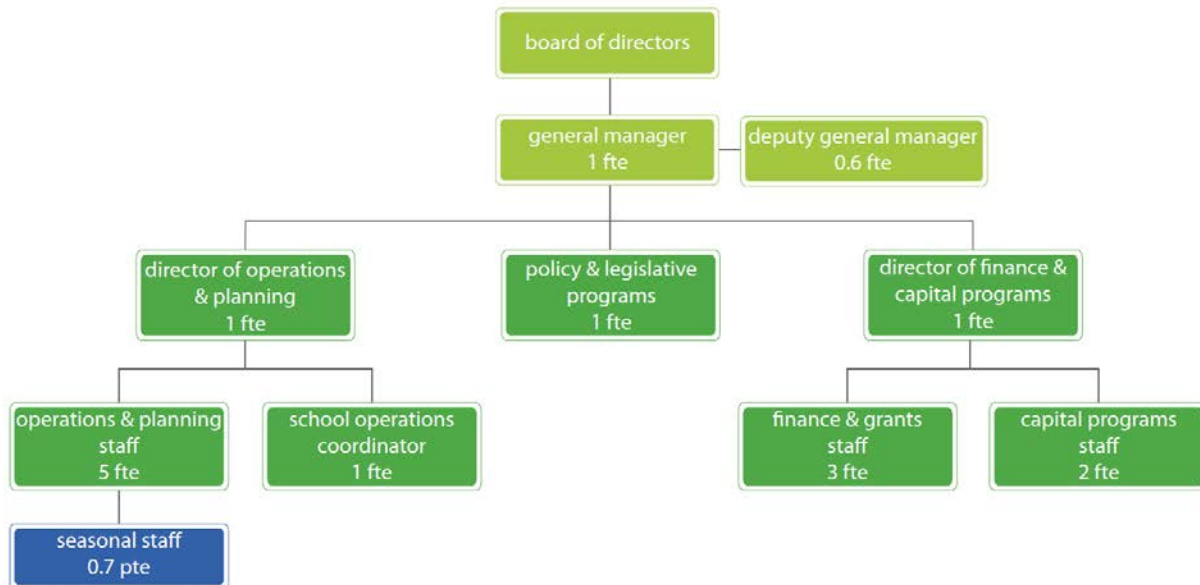 board of directors
general manager
1 fte
deputy general manager
0.6 fte
director of operations
& planning
1 fte
policy & legislative
programs
1 fte
director of finance &
capital programs
1 fte
operations & planning
staff
5 fte
school operations
coordinator
1 fte
finance & grants
staff
3 fte
capital programs
staff
2 fte
seasonal staff
0.7 pte